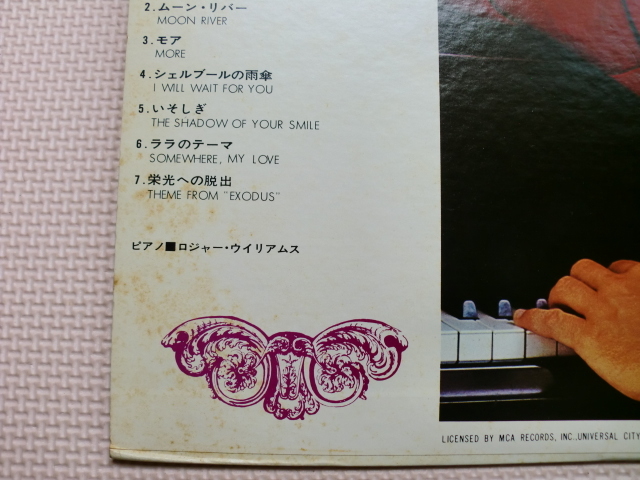 2.ムーン・リバー
MOON RIVER
3.モア
MORE
4.シェルブールの雨傘
I WILL WAIT FOR YOU
5.いそしぎ
THE SHADOW OF YOUR SMILE
6.ララのテーマ
SOMEWHERE, MY LOVE
7.栄光への脱出
THEME FROM "EXODUS"
ピアノ■ロジャー・ウイリアムス
LICENSED BY MCA RECORDS, INC.,UNIVERSAL CITY